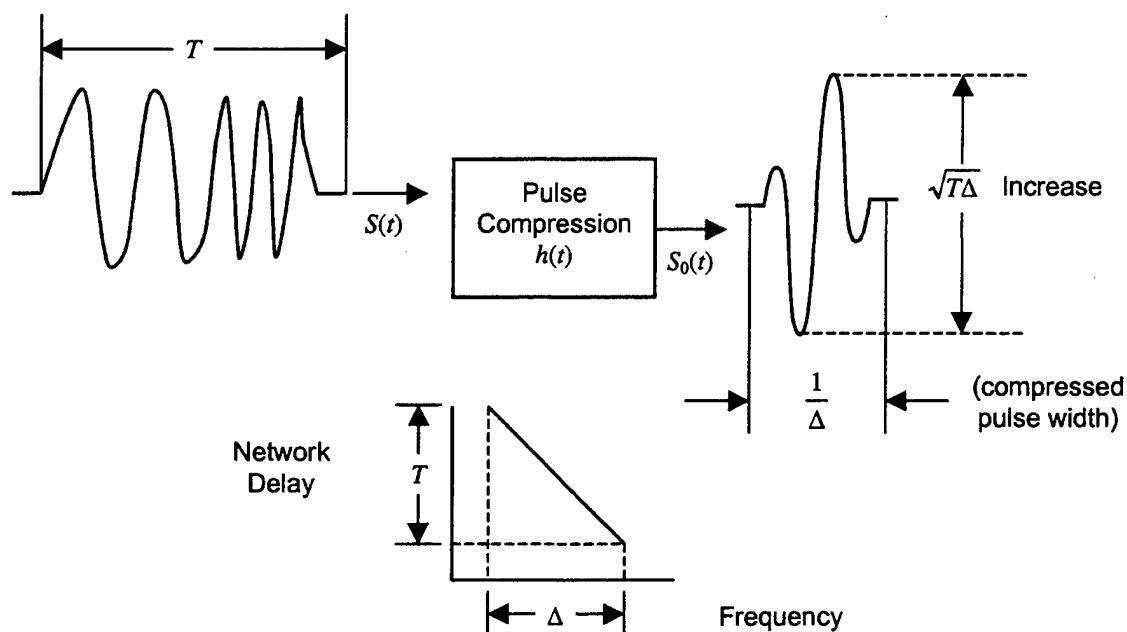 T
S(t)
Pulse
Compression
h(t)
S₀(t)
√TΔ Increase
1/Δ
(compressed
pulse width)
Network
Delay
T
Δ
Frequency